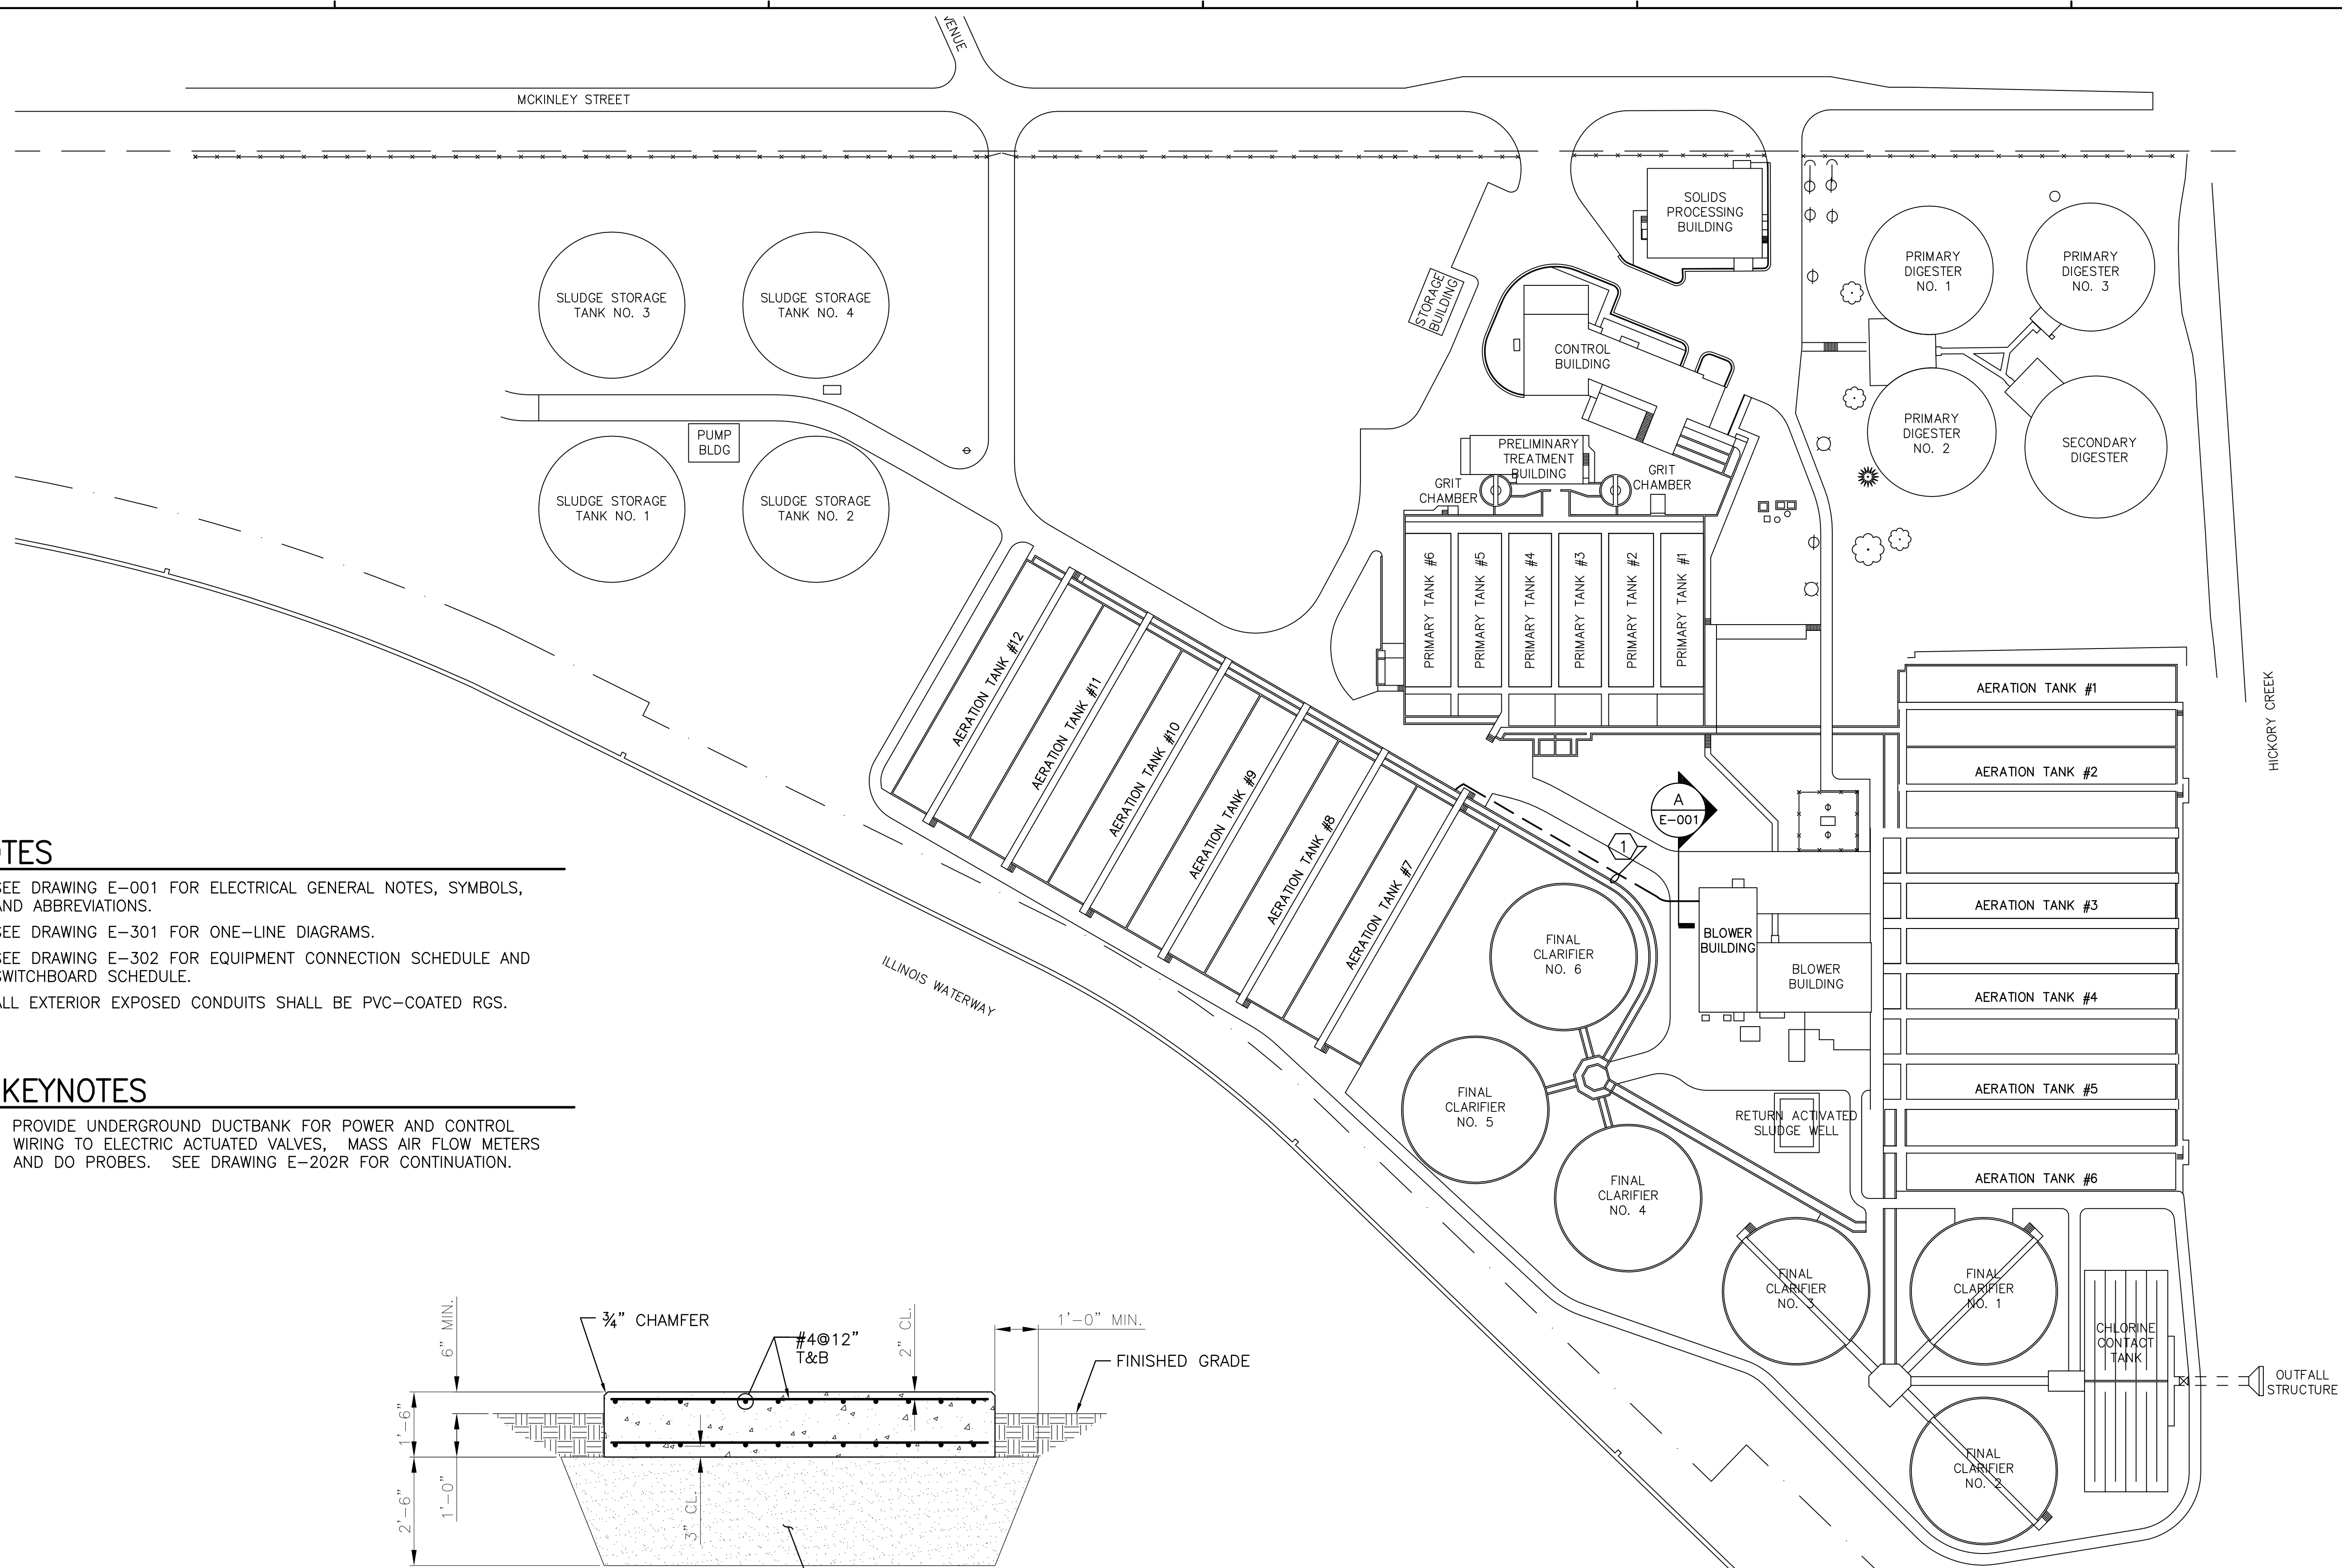 VENUE
MCKINLEY STREET
SOLIDS
PROCESSING
BUILDING
PRIMARY
DIGESTER
NO. 1
PRIMARY
DIGESTER
NO. 3
SLUDGE STORAGE
TANK NO. 3
SLUDGE STORAGE
TANK NO. 4
STORAGE
BUILDING
CONTROL
BUILDING
PUMP
BLDG
PRELIMINARY
TREATMENT
BUILDING
PRIMARY
DIGESTER
NO. 2
SECONDARY
DIGESTER
GRIT
CHAMBER
GRIT
CHAMBER
SLUDGE STORAGE
TANK NO. 1
SLUDGE STORAGE
TANK NO. 2
PRIMARY TANK #6
PRIMARY TANK #5
PRIMARY TANK #4
PRIMARY TANK #3
PRIMARY TANK #2
PRIMARY TANK #1
AERATION TANK #12
AERATION TANK #11
AERATION TANK #10
AERATION TANK #9
AERATION TANK #8
AERATION TANK #7
AERATION TANK #1
AERATION TANK #2
AERATION TANK #3
AERATION TANK #4
AERATION TANK #5
AERATION TANK #6
HICKORY CREEK
A
E-001
1
BLOWER
BUILDING
BLOWER
BUILDING
FINAL
CLARIFIER
NO. 6
FINAL
CLARIFIER
NO. 5
FINAL
CLARIFIER
NO. 4
RETURN ACTIVATED
SLUDGE WELL
ILLINOIS WATERWAY
FINAL
CLARIFIER
NO. 3
FINAL
CLARIFIER
NO. 1
FINAL
CLARIFIER
NO. 2
CHLORINE
CONTACT
TANK
OUTFALL
STRUCTURE
OTES
SEE DRAWING E-001 FOR ELECTRICAL GENERAL NOTES, SYMBOLS,
AND ABBREVIATIONS.
SEE DRAWING E-301 FOR ONE-LINE DIAGRAMS.
SEE DRAWING E-302 FOR EQUIPMENT CONNECTION SCHEDULE AND
SWITCHBOARD SCHEDULE.
ALL EXTERIOR EXPOSED CONDUITS SHALL BE PVC-COATED RGS.
KEYNOTES
PROVIDE UNDERGROUND DUCTBANK FOR POWER AND CONTROL
WIRING TO ELECTRIC ACTUATED VALVES, MASS AIR FLOW METERS
AND DO PROBES. SEE DRAWING E-202R FOR CONTINUATION.
6" MIN.
¾" CHAMFER
#4@12"
T&B
2" CL.
1'-0" MIN.
FINISHED GRADE
1'-6"
1'-0"
2'-6"
3" CL.